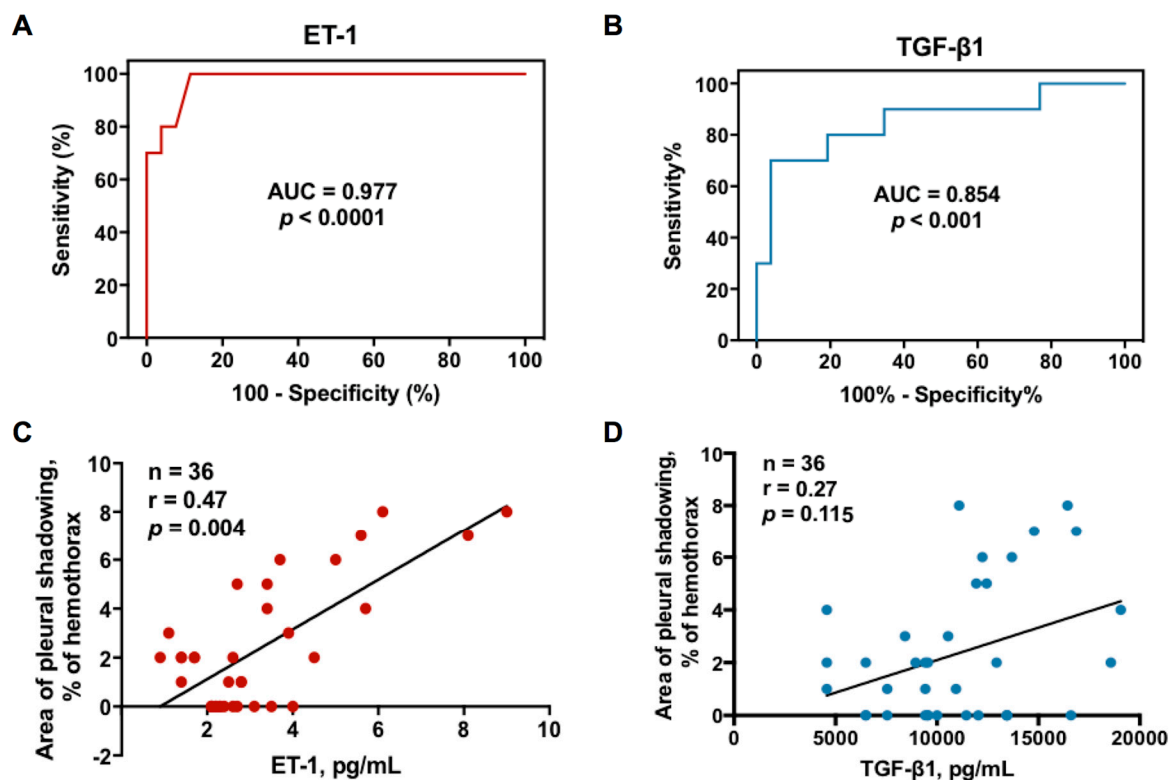 A
ET-1
100
80
60
40
20
0
Sensitivity (%)
AUC = 0.977
p < 0.0001
0 20 40 60 80 100
100 - Specificity (%)
B
TGF-β1
100
80
60
40
20
0
Sensitivity%
AUC = 0.854
p < 0.001
0 20 40 60 80 100
100% - Specificity%
C
Area of pleural shadowing,
% of hemothorax
10
8
6
4
2
0
-2
n = 36
r = 0.47
p = 0.004
2 4 6 8 10
ET-1, pg/mL
D
Area of pleural shadowing,
% of hemothorax
10
8
6
4
2
0
n = 36
r = 0.27
p = 0.115
0 5000 10000 15000 20000
TGF-β1, pg/mL